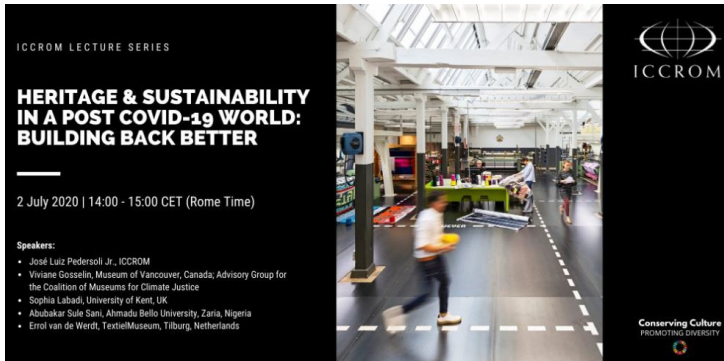 ICCROM LECTURE SERIES
HERITAGE & SUSTAINABILITY
IN A POST COVID-19 WORLD:
BUILDING BACK BETTER
2 July 2020 | 14:00 - 15:00 CET (Rome Time)
Speakers:
• José Luiz Pedersoli Jr., ICCROM
• Viviane Gosselin, Museum of Vancouver, Canada; Advisory Group for
the Coalition of Museums for Climate Justice
• Sophia Labadi, University of Kent, UK
• Abubakar Sule Sani, Ahmadu Bello University, Zaria, Nigeria
• Errol van de Werdt, TextielMuseum, Tilburg, Netherlands
ICCROM
Conserving Culture
PROMOTING DIVERSITY